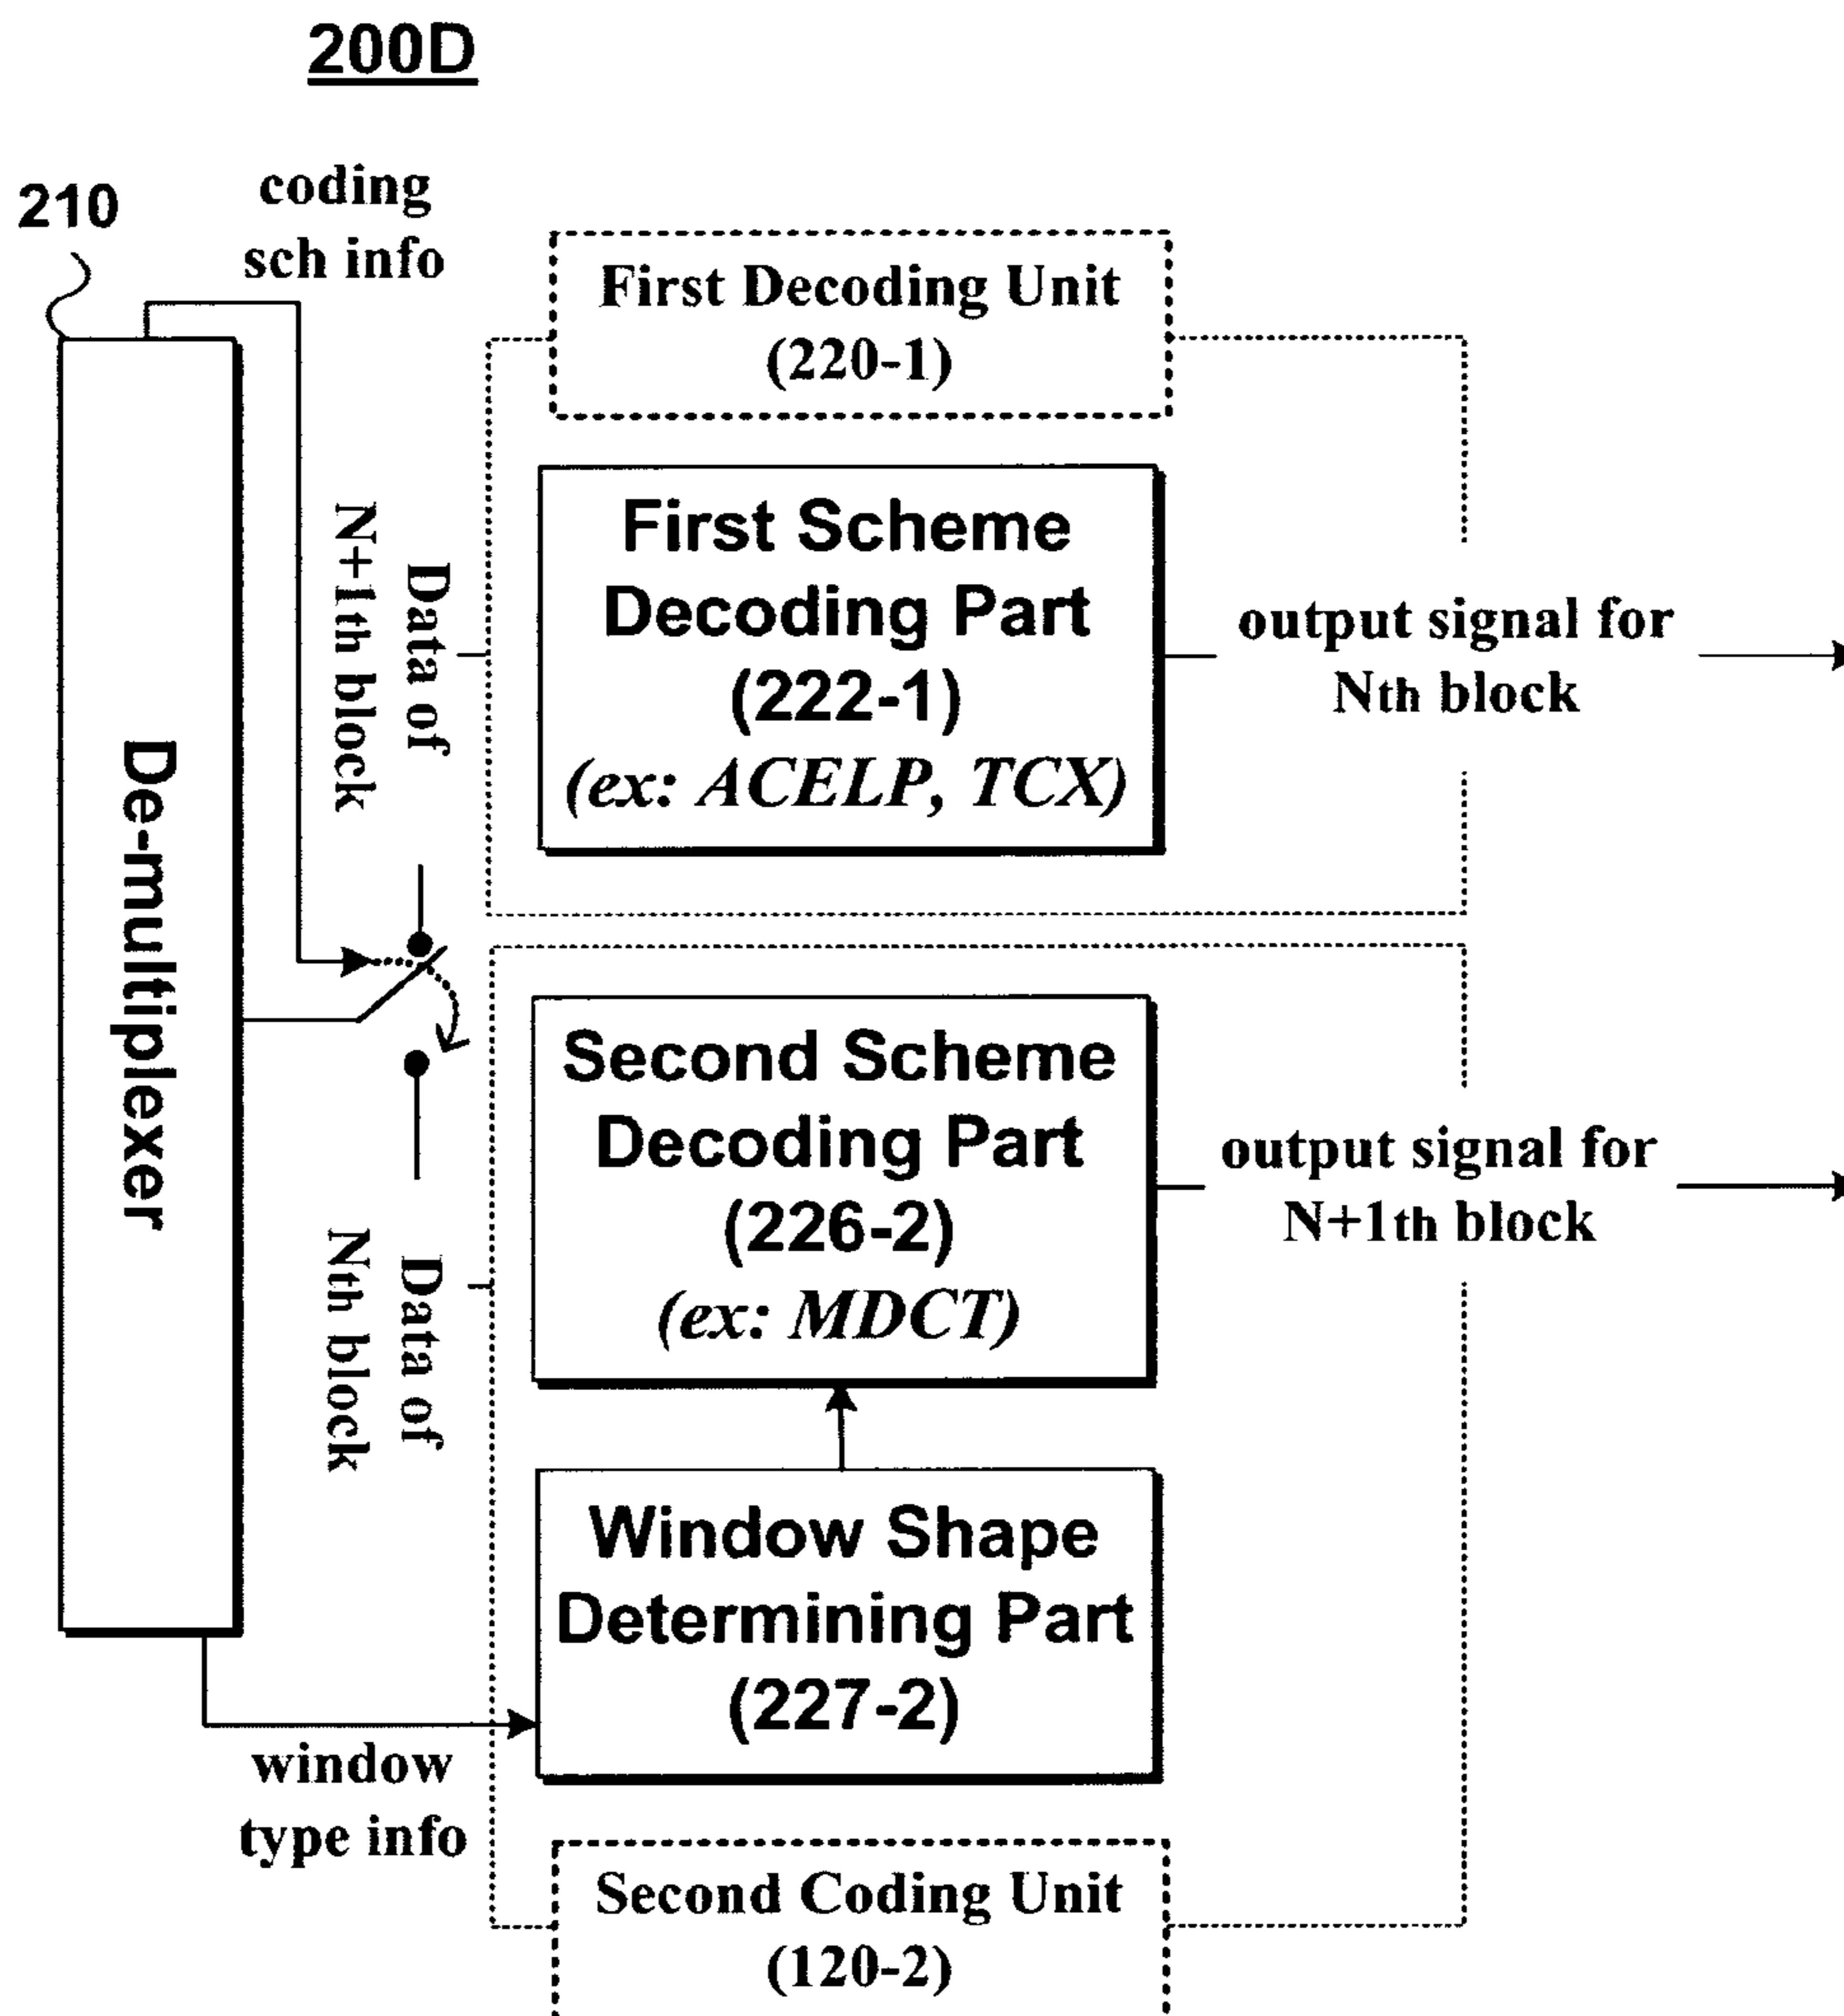 200D
210
coding
sch info
First Decoding Unit
(220-1)
De-multiplexer
Data of
N+1th block
First Scheme
Decoding Part
(222-1)
(ex: ACELP, TCX)
output signal for
Nth block
Data of
Nth block
Second Scheme
Decoding Part
(226-2)
(ex: MDCT)
output signal for
N+1th block
Window Shape
Determining Part
(227-2)
window
type info
Second Coding Unit
(120-2)